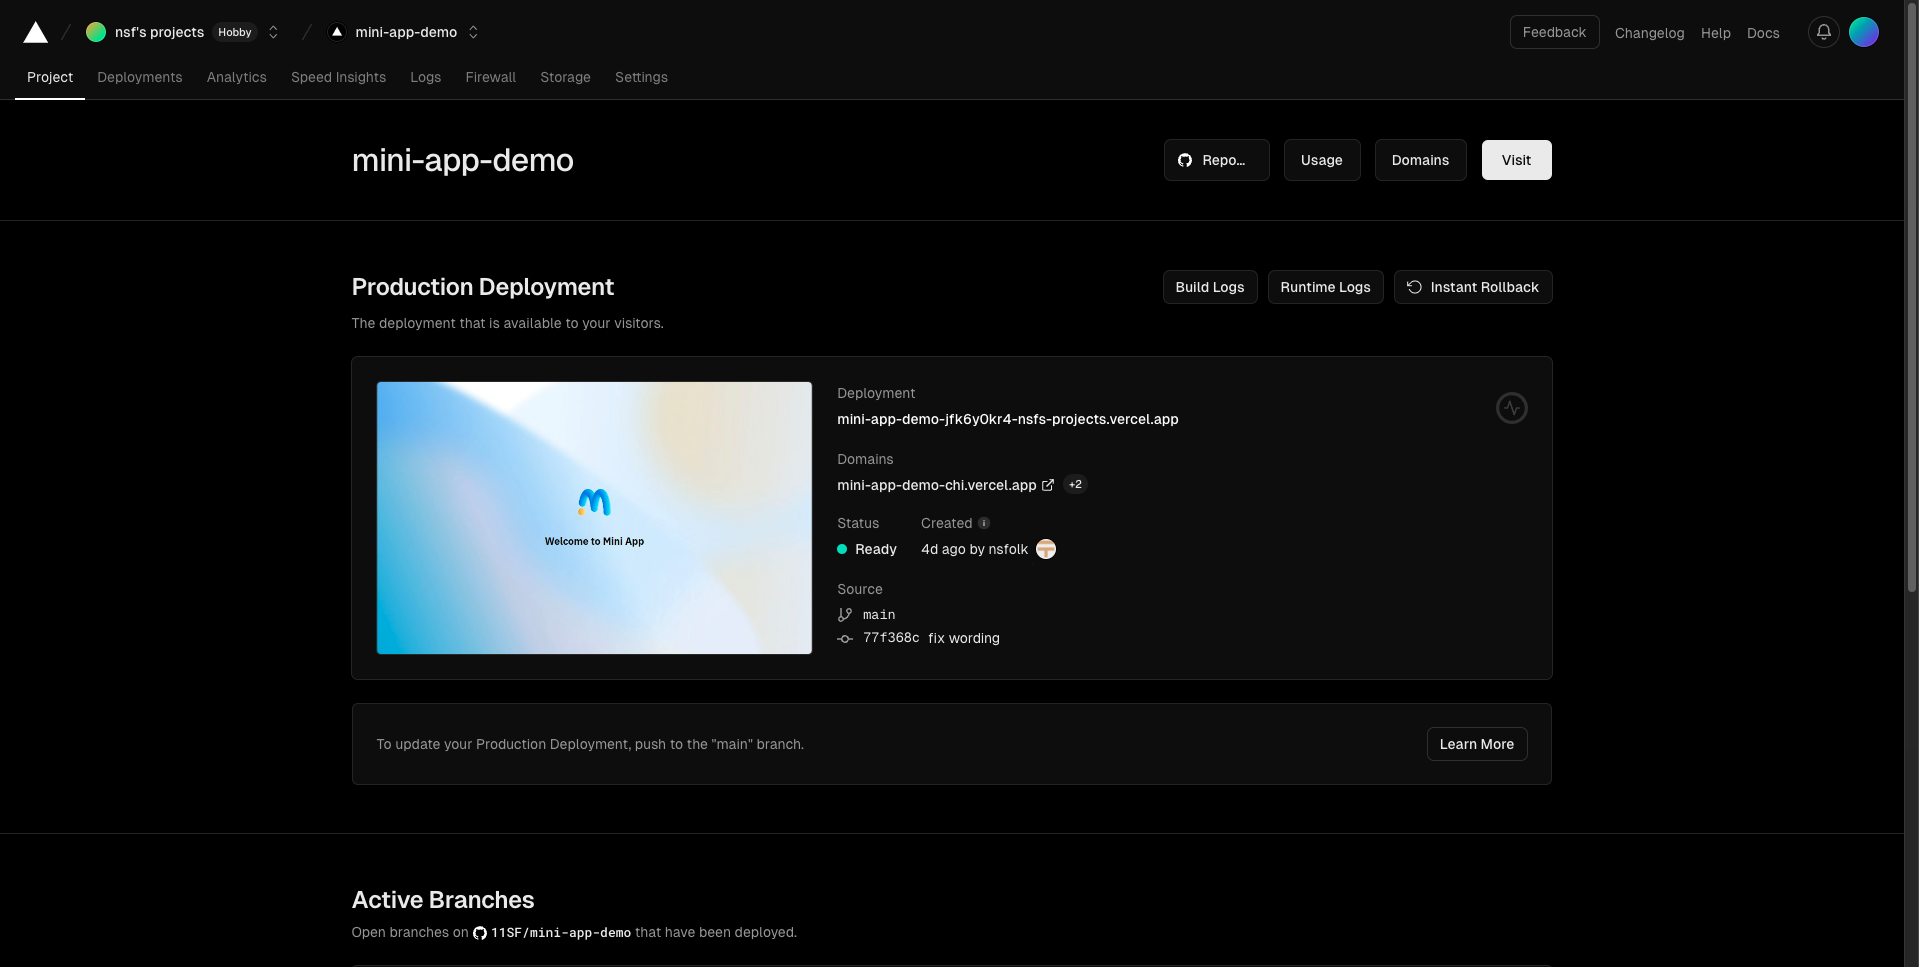 nsf's projects Hobby mini-app-demo Feedback Changelog Help Docs
Project Deployments Analytics Speed Insights Logs Firewall Storage Settings
mini-app-demo Repo... Usage Domains Visit
Production Deployment Build Logs Runtime Logs Instant Rollback
The deployment that is available to your visitors.
Welcome to Mini App
Deployment
mini-app-demo-jfk6y0kr4-nsfs-projects.vercel.app
Domains
mini-app-demo-chi.vercel.app +2
Status Created
Ready 4d ago by nsfolk
Source
main
77f368c fix wording
To update your Production Deployment, push to the "main" branch. Learn More
Active Branches
Open branches on 11SF/mini-app-demo that have been deployed.